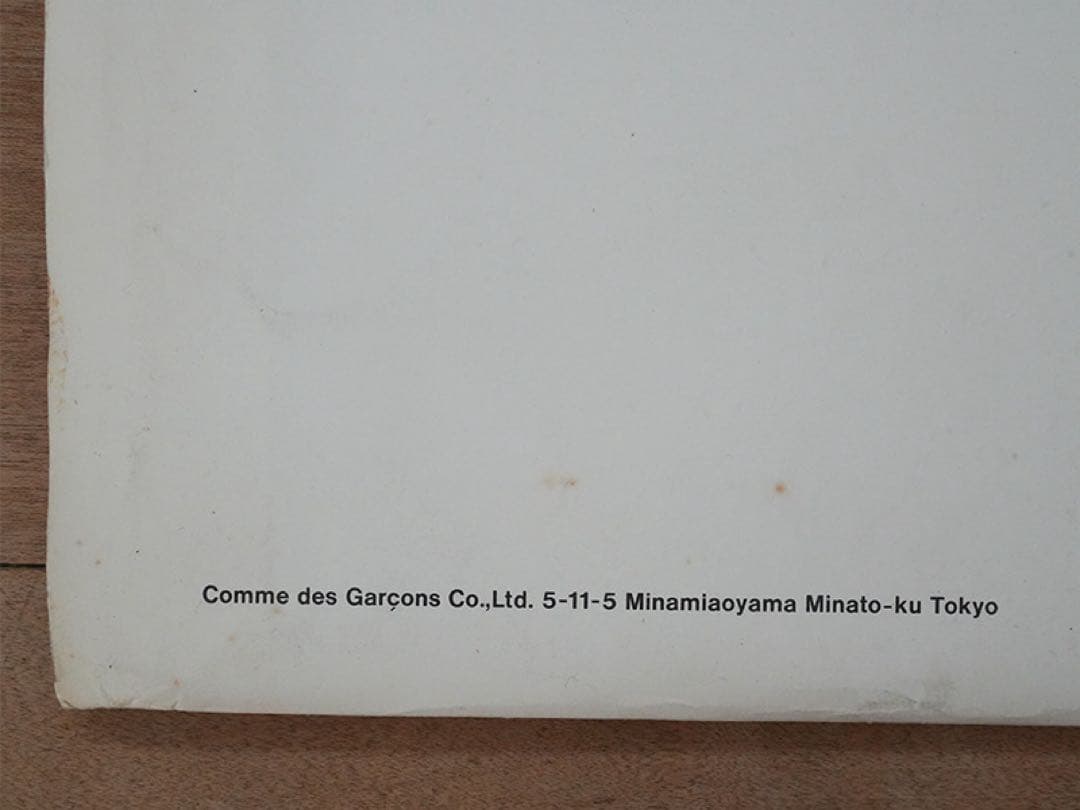 Comme des Garçons Co.,Ltd. 5-11-5 Minamiaoyama Minato-ku Tokyo